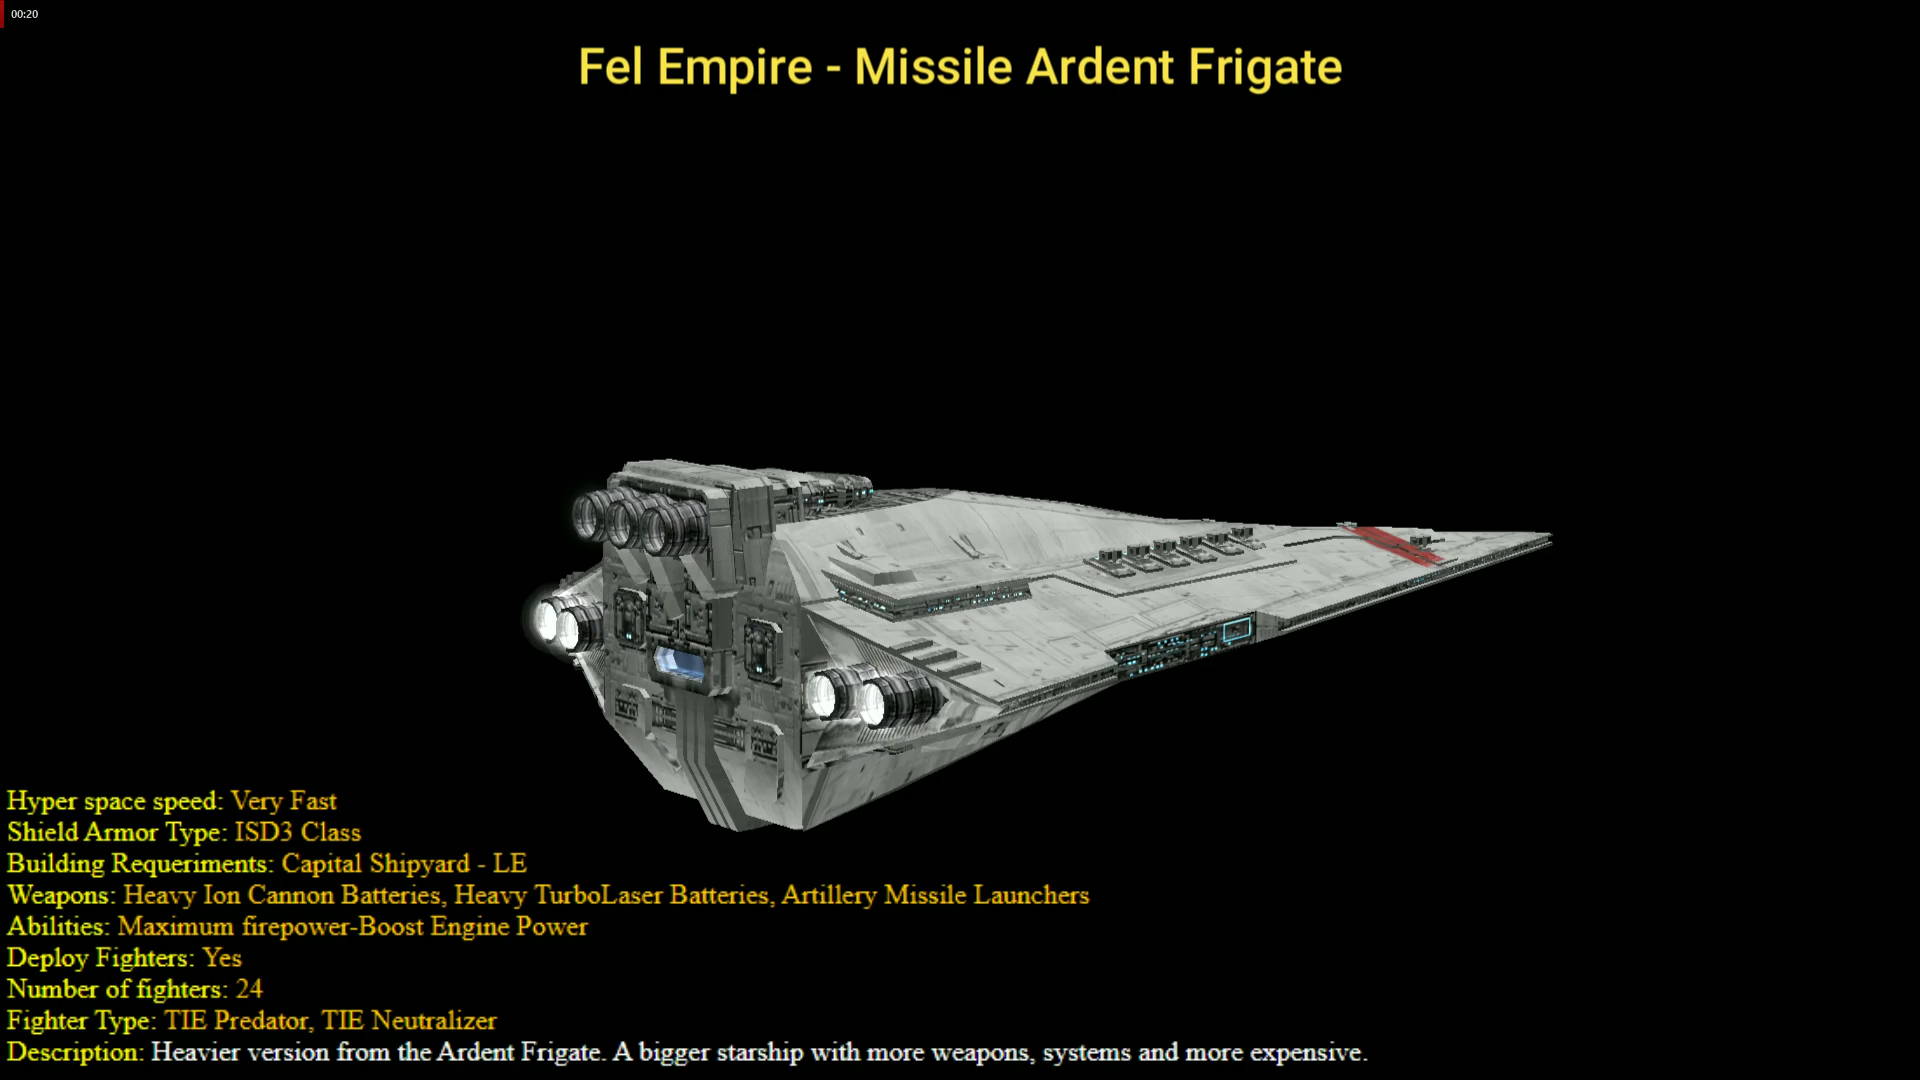 00:20
Fel Empire - Missile Ardent Frigate
Hyper space speed: Very Fast
Shield Armor Type: ISD3 Class
Building Requeriments: Capital Shipyard - LE
Weapons: Heavy Ion Cannon Batteries, Heavy TurboLaser Batteries, Artillery Missile Launchers
Abilities: Maximum firepower-Boost Engine Power
Deploy Fighters: Yes
Number of fighters: 24
Fighter Type: TIE Predator, TIE Neutralizer
Description: Heavier version from the Ardent Frigate. A bigger starship with more weapons, systems and more expensive.